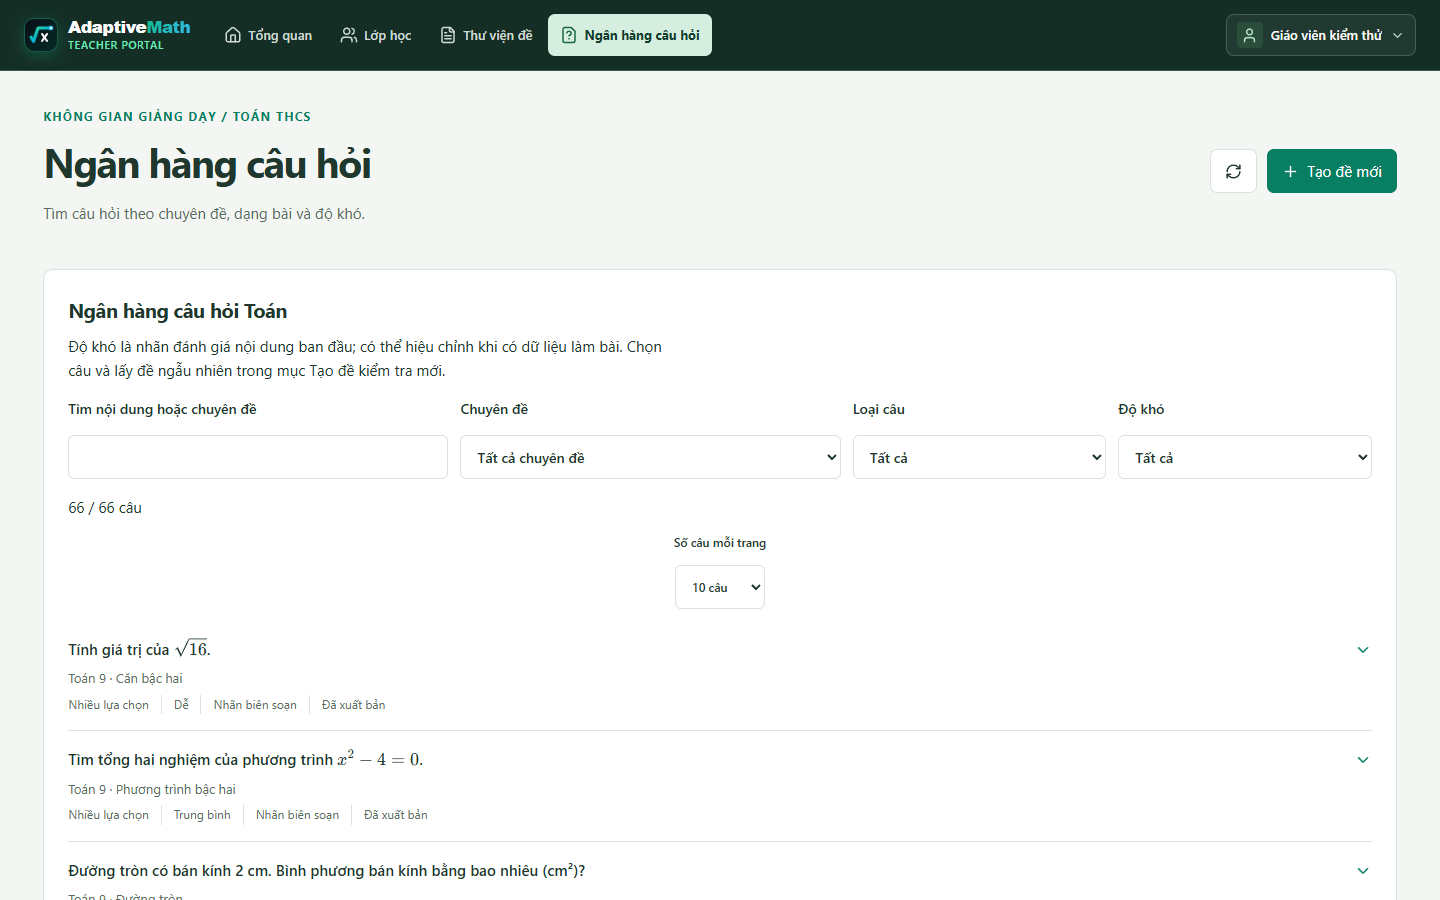 AdaptiveMath
TEACHER PORTAL
Tổng quan
Lớp học
Thư viện đề
Ngân hàng câu hỏi
Giáo viên kiểm thử
KHÔNG GIAN GIẢNG DẠY / TOÁN THCS
Ngân hàng câu hỏi
Tạo đề mới
Tìm câu hỏi theo chuyên đề, dạng bài và độ khó.
Ngân hàng câu hỏi Toán
Độ khó là nhãn đánh giá nội dung ban đầu; có thể hiệu chỉnh khi có dữ liệu làm bài. Chọn
câu và lấy đề ngẫu nhiên trong mục Tạo đề kiểm tra mới.
Tìm nội dung hoặc chuyên đề
Chuyên đề
Loại câu
Độ khó
Tất cả chuyên đề
Tất cả
Tất cả
66 / 66 câu
Số câu mỗi trang
10 câu
Tính giá trị của √16.
Toán 9 · Căn bậc hai
Nhiều lựa chọn
Dễ
Nhãn biên soạn
Đã xuất bản
Tìm tổng hai nghiệm của phương trình x² − 4 = 0.
Toán 9 · Phương trình bậc hai
Nhiều lựa chọn
Trung bình
Nhãn biên soạn
Đã xuất bản
Đường tròn có bán kính 2 cm. Bình phương bán kính bằng bao nhiêu (cm²)?
Toán 9 · Đường tròn